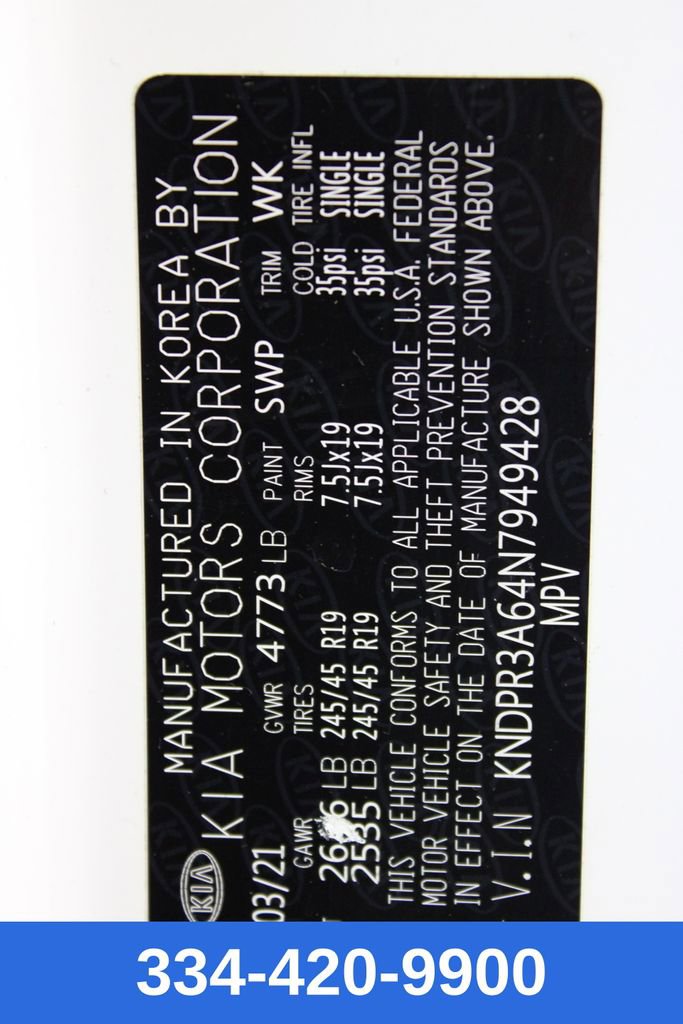 MANUFACTURED IN KOREA BY
KIA KIA MOTORS CORPORATION
03/21 GVWR 4773 LB PAINT SWP TRIM WK
GAWR TIRES RIMS COLD TIRE INFL
LB 245/45 R19 7.5Jx19 35psi SINGLE
2535 LB 245/45 R19 7.5Jx19 35psi SINGLE
THIS VEHICLE CONFORMS TO ALL APPLICABLE U.S.A. FEDERAL
MOTOR VEHICLE SAFETY AND THEFT PREVENTION STANDARDS
IN EFFECT ON THE DATE OF MANUFACTURE SHOWN ABOVE.
V.I.N KNDPR3A64N7949428
MPV
334-420-9900